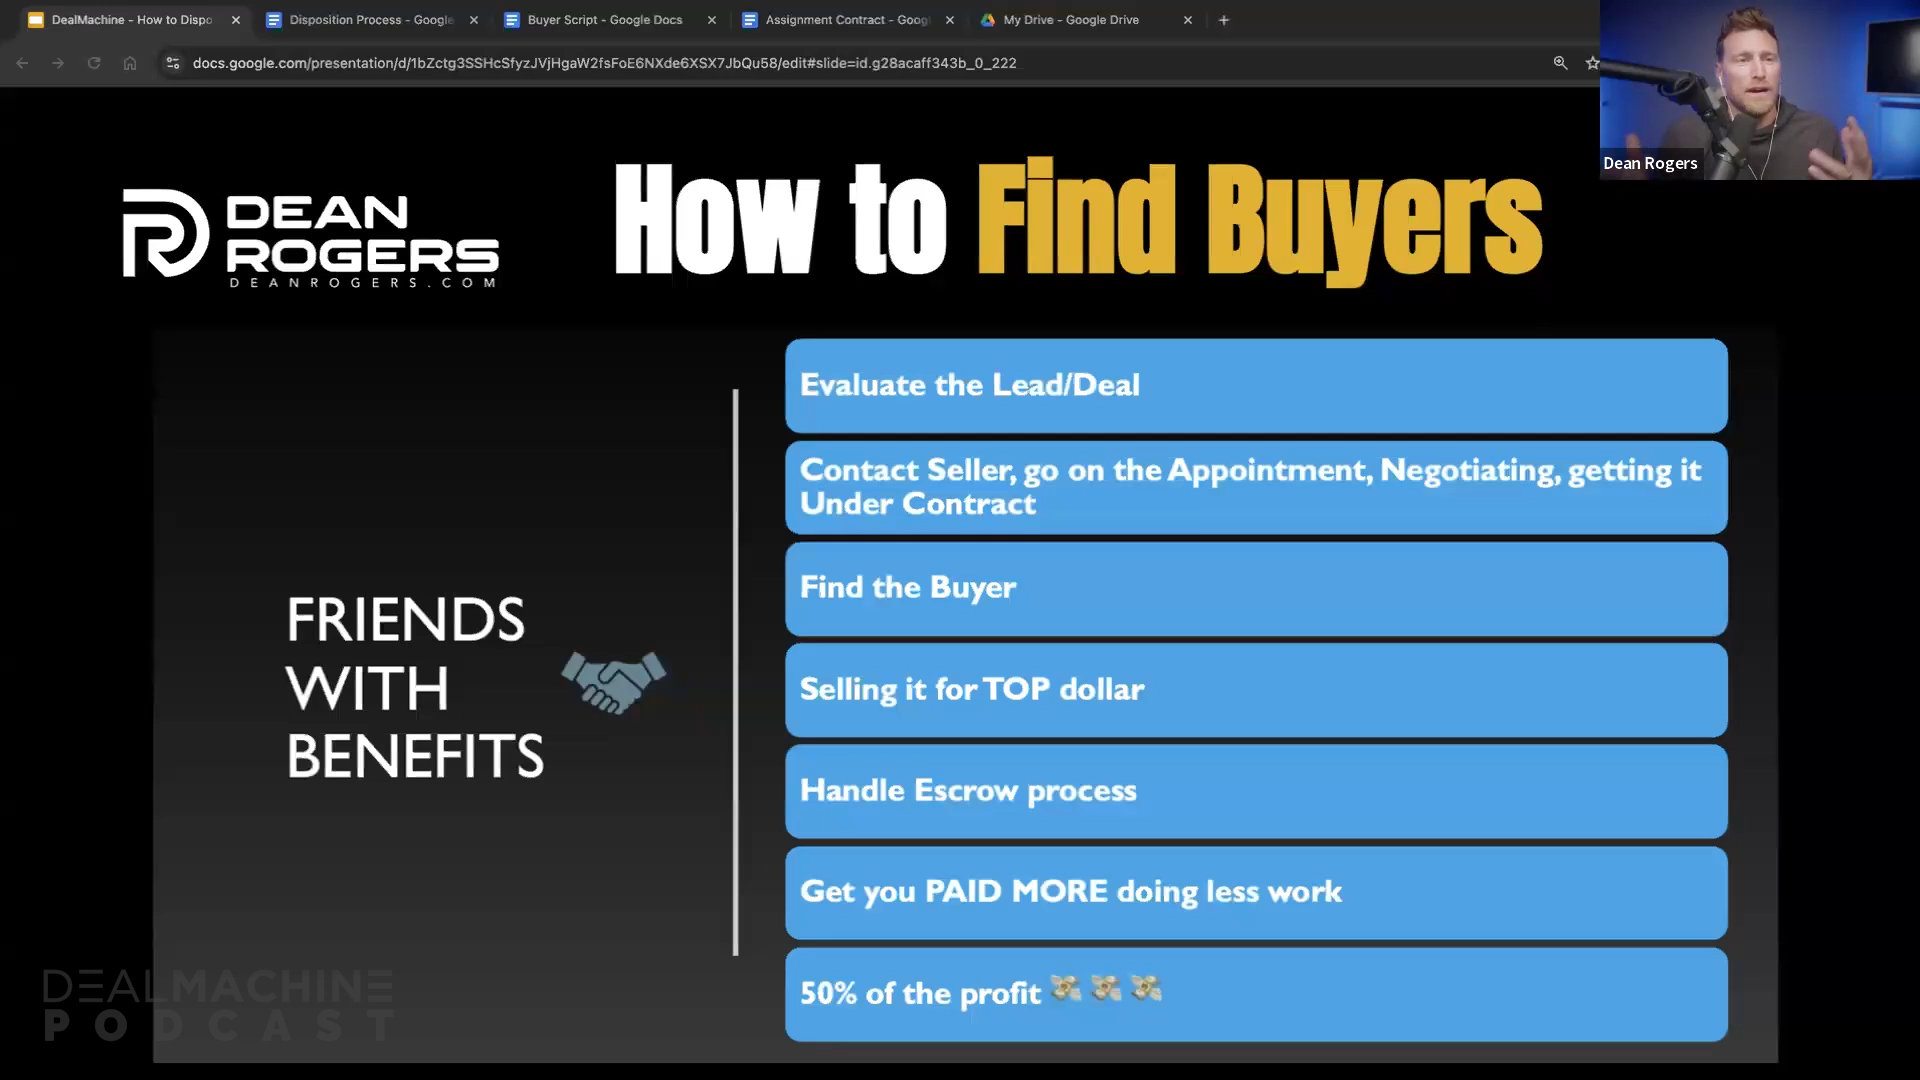 DealMachine - How to Dispo
Disposition Process - Google
Buyer Script - Google Docs
Assignment Contract - Goog
My Drive - Google Drive
docs.google.com/presentation/d/1bZctg3SSHcSfyzJVjHgaW2fsFoE6NXde6XSX7JbQu58/edit#slide=id.g28acaff343b_0_222
Dean Rogers
DEAN
ROGERS
DEANROGERS.COM
How to Find Buyers
FRIENDS
WITH
BENEFITS
Evaluate the Lead/Deal
Contact Seller, go on the Appointment, Negotiating, getting it
Under Contract
Find the Buyer
Selling it for TOP dollar
Handle Escrow process
Get you PAID MORE doing less work
50% of the profit 💸 💸 💸
DEALMACHINE
PODCAST